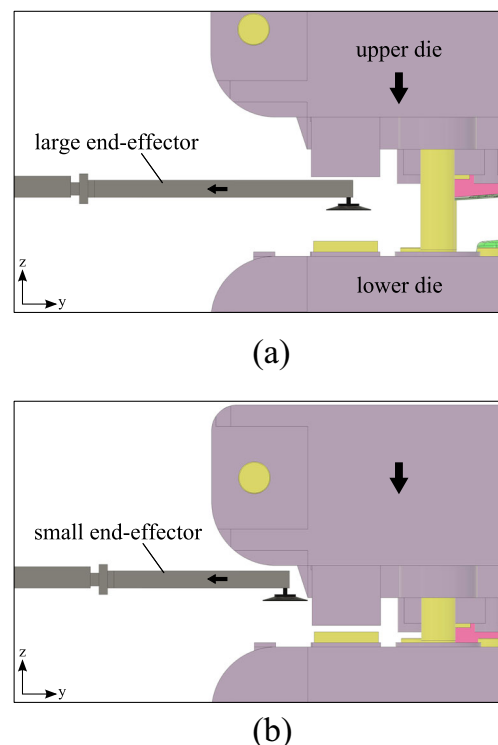 upper die
large end-effector
lower die
z
y
(a)
small end-effector
z
y
(b)